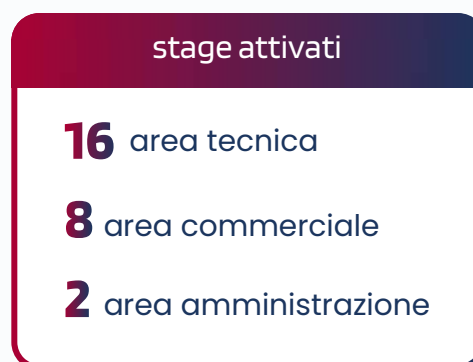 stage attivati
16 area tecnica
8 area commerciale
2 area amministrazione